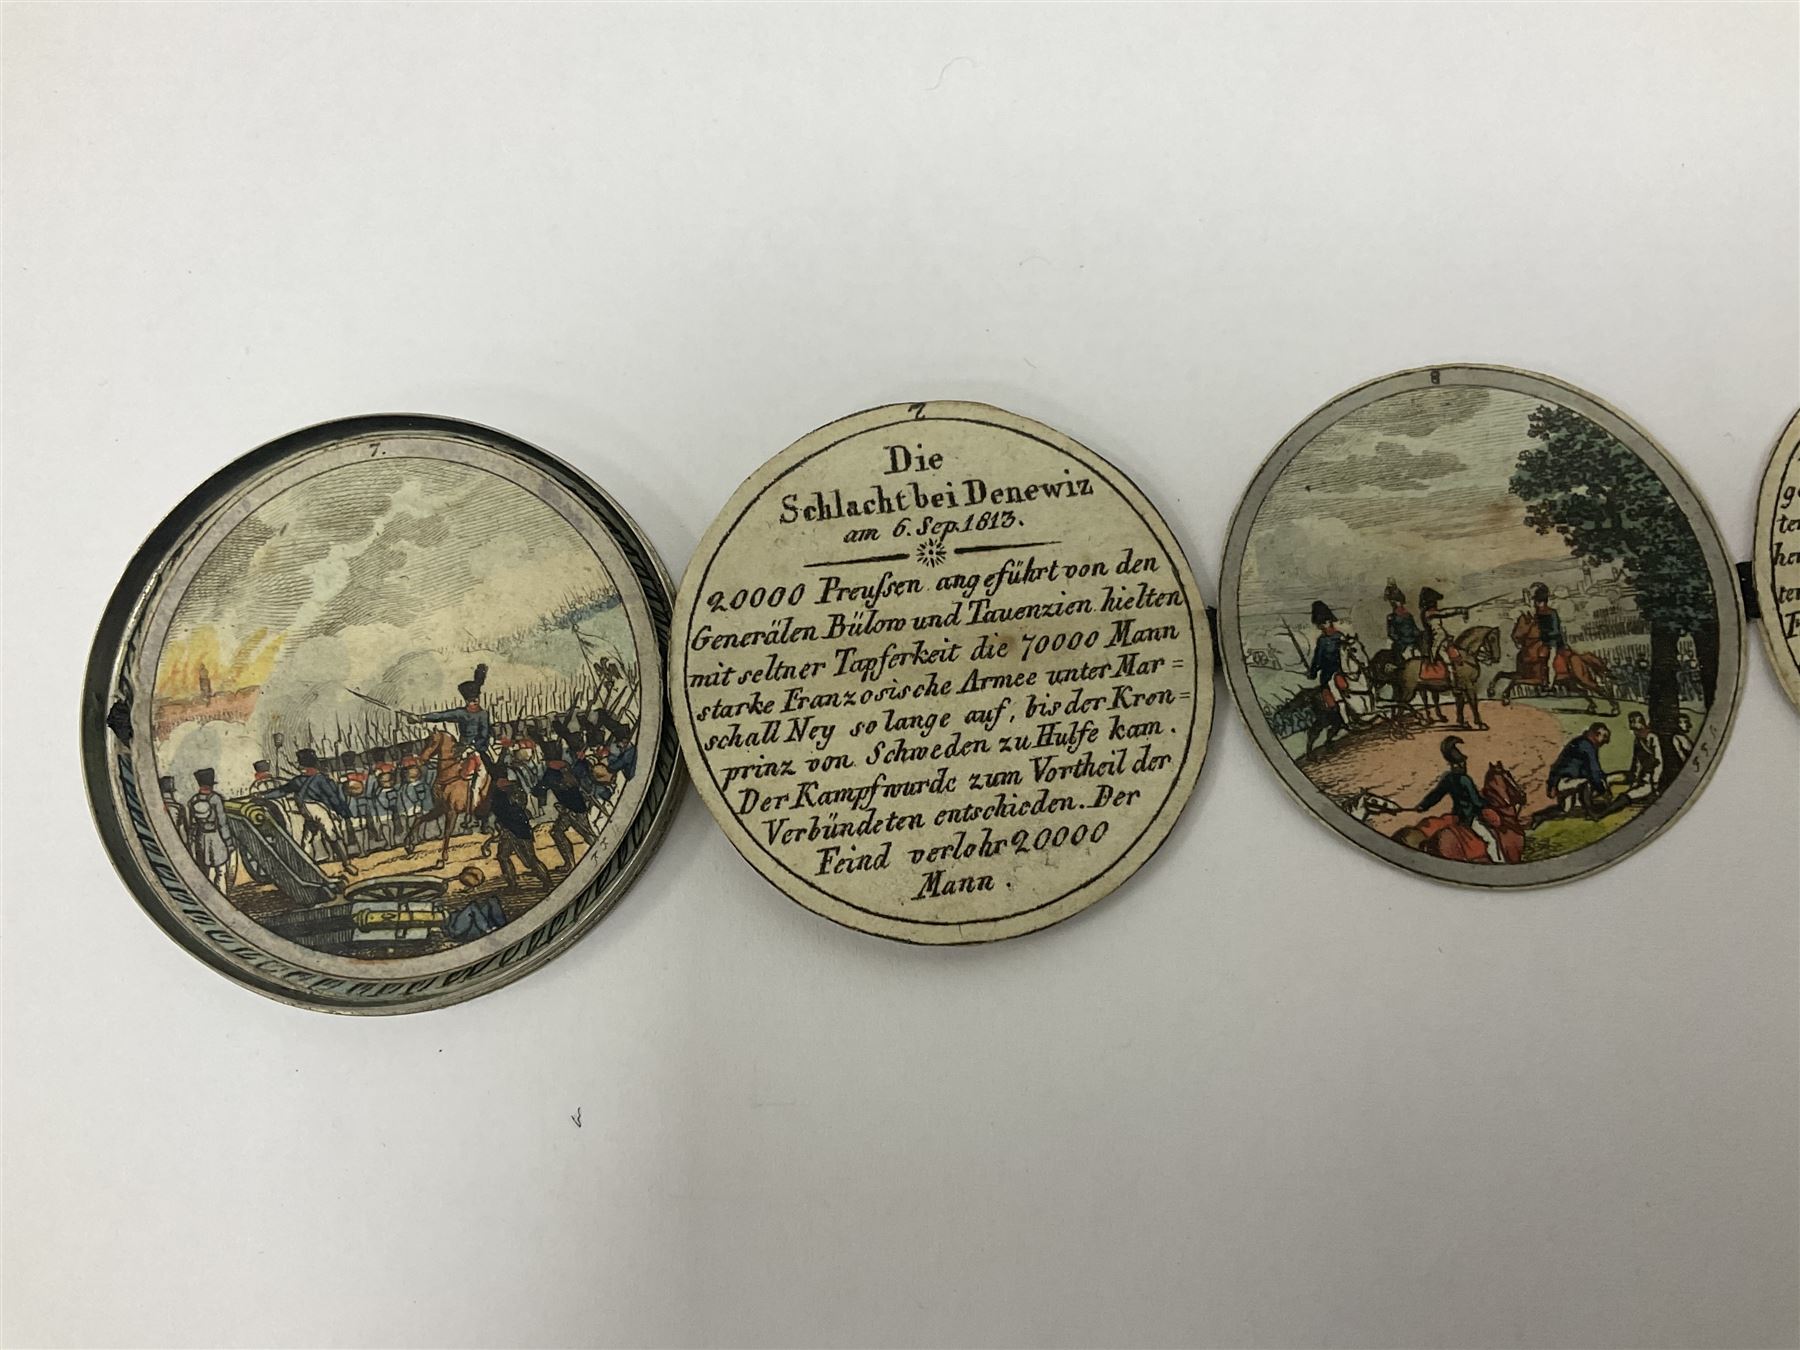 7.
7
Die
Schlacht bei Denewiz
am 6. Sep. 1813.
20000 Preuſsen angeführt von den
Generälen Bülow und Tauenzien hielten
mit seltner Tapferkeit die 70000 Mann
starke Französische Armee unter Mar=
schall Ney so lange auf, bis der Kron=
prinz von Schweden zu Hulfe kam.
Der Kampf wurde zum Vortheil der
Verbündeten entschieden. Der
Feind verlohr 20000
Mann.
8